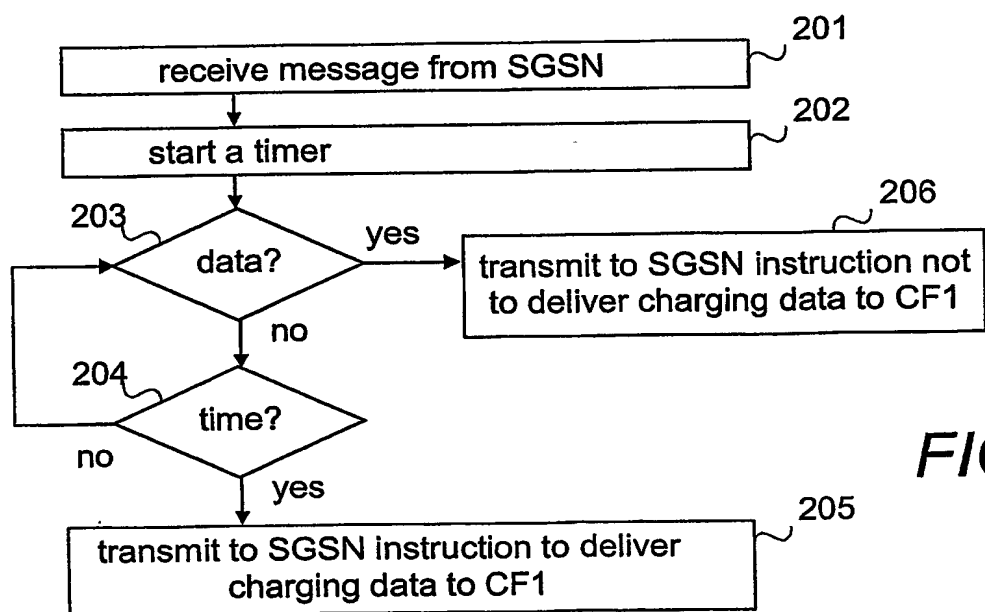 201
receive message from SGSN
202
start a timer
203
data?
yes
206
transmit to SGSN instruction not
to deliver charging data to CF1
no
204
time?
no
yes
205
transmit to SGSN instruction to deliver
charging data to CF1